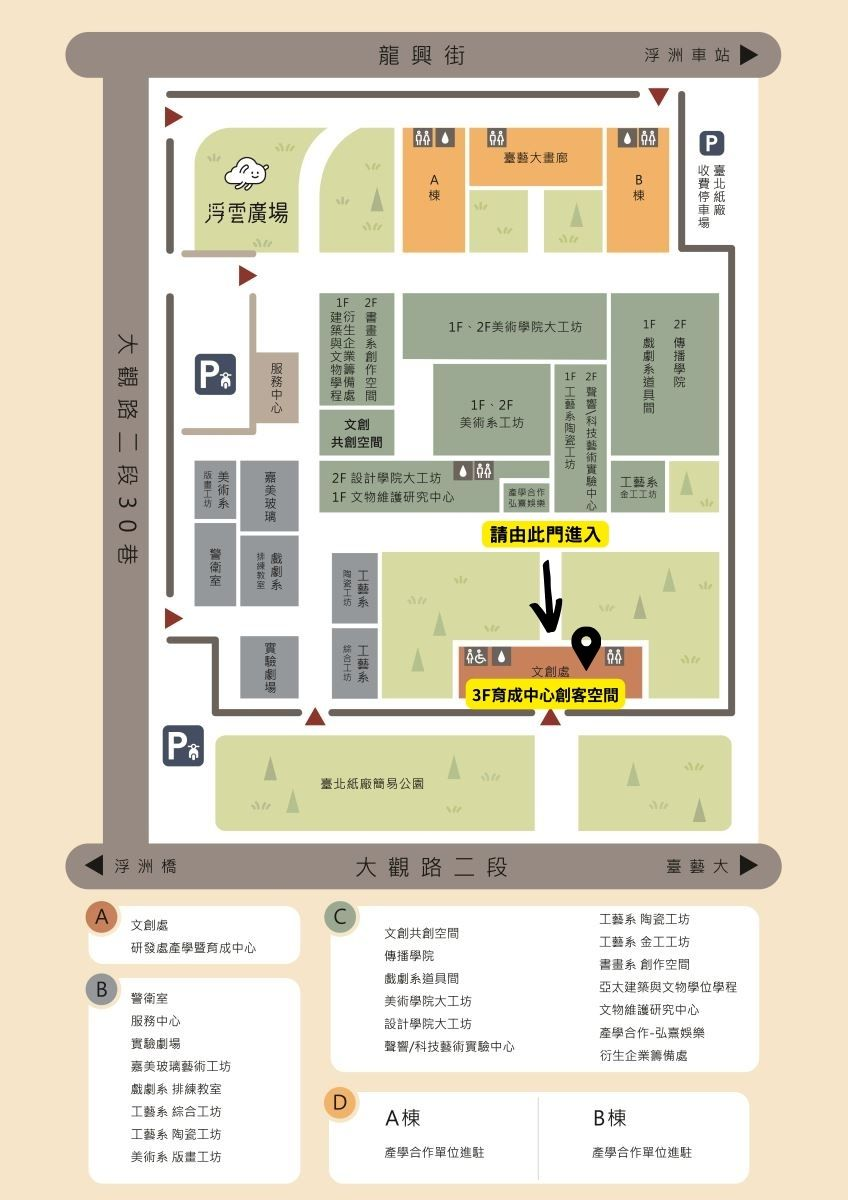 龍興街
浮洲車站
P
臺北紙廠
收費停車場
A
棟
臺藝大畫廊
B
棟
浮雲廣場
大觀路二段30巷
P
服務中心
1F 2F
建築與文物學程
衍生企業籌備處
書畫系創作空間
文創
共創空間
1F、2F美術學院大工坊
1F、2F
美術系工坊
1F 2F
工藝系陶瓷工坊
聲響/科技藝術實驗中心
1F 2F
戲劇系道具間
傳播學院
2F 設計學院大工坊
1F 文物維護研究中心
產學合作
弘熹娛樂
工藝系
金工工坊
美術系
版畫工坊
嘉美玻璃
警衛室
戲劇系
排練教室
實驗劇場
工藝系
陶瓷工坊
工藝系
綜合工坊
請由此門進入
文創處
3F育成中心創客空間
P
臺北紙廠簡易公園
浮洲橋
大觀路二段
臺藝大
A
文創處
研發處產學暨育成中心
B
警衛室
服務中心
實驗劇場
嘉美玻璃藝術工坊
戲劇系 排練教室
工藝系 綜合工坊
工藝系 陶瓷工坊
美術系 版畫工坊
C
文創共創空間
傳播學院
戲劇系道具間
美術學院大工坊
設計學院大工坊
聲響/科技藝術實驗中心
工藝系 陶瓷工坊
工藝系 金工工坊
書畫系 創作空間
亞太建築與文物學位學程
文物維護研究中心
產學合作-弘熹娛樂
衍生企業籌備處
D
A棟
產學合作單位進駐
B棟
產學合作單位進駐